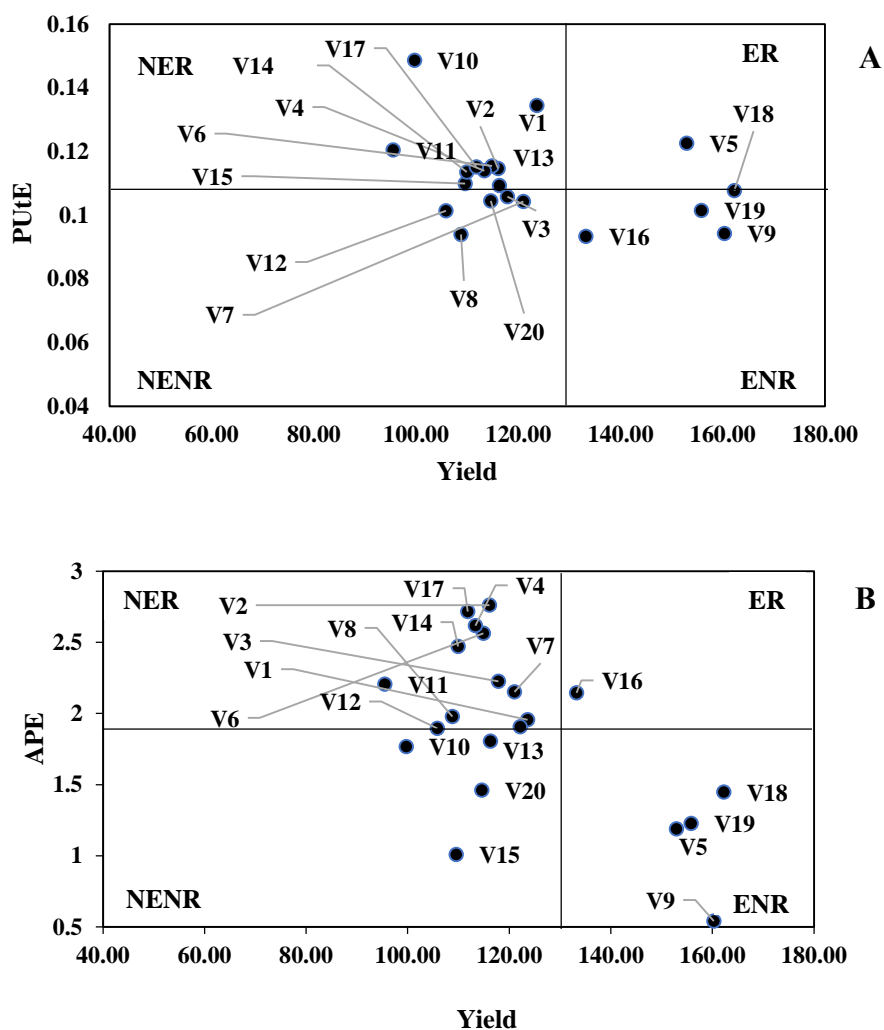 0.16
0.14
0.12
0.1
0.08
0.06
0.04
PUtE
NER
ER
A
V17
V10
V14
V4
V2
V1
V18
V6
V5
V11
V13
V15
V3
V19
V16
V9
V12
V8
V7
V20
NENR
ENR
40.00 60.00 80.00 100.00 120.00 140.00 160.00 180.00
Yield
3
2.5
2
1.5
1
0.5
APE
NER
ER
B
V17
V4
V2
V8
V14
V3
V7
V1
V16
V11
V12
V6
V10
V13
V20
V18
V19
V5
V15
V9
NENR
ENR
40.00 60.00 80.00 100.00 120.00 140.00 160.00 180.00
Yield